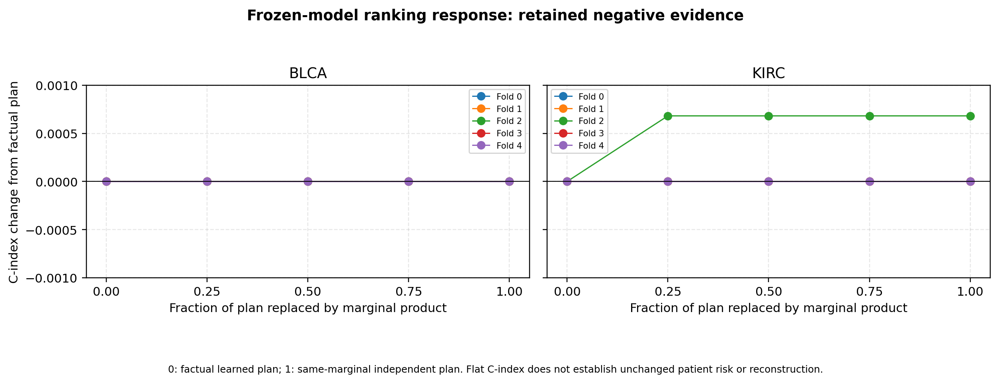 Frozen-model ranking response: retained negative evidence
BLCA
C-index change from factual plan
0.0010
0.0005
0.0000
−0.0005
−0.0010
Fold 0
Fold 1
Fold 2
Fold 3
Fold 4
0.00 0.25 0.50 0.75 1.00
Fraction of plan replaced by marginal product
KIRC
Fold 0
Fold 1
Fold 2
Fold 3
Fold 4
0.00 0.25 0.50 0.75 1.00
Fraction of plan replaced by marginal product
0: factual learned plan; 1: same-marginal independent plan. Flat C-index does not establish unchanged patient risk or reconstruction.